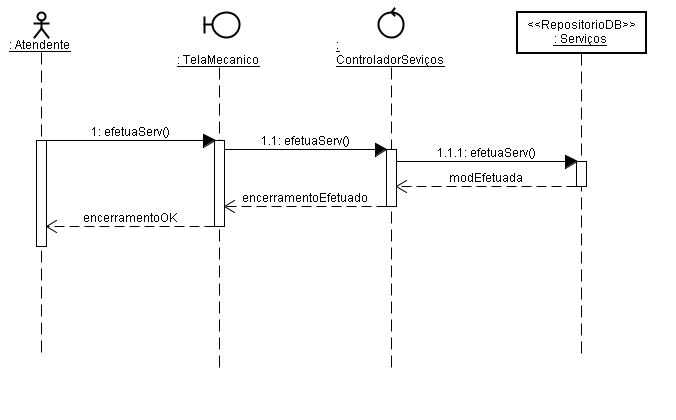 <<RepositorioDB>>
: Serviços
: Atendente
: TelaMecanico
:
ControladorSeviços
1: efetuaServ()
1.1: efetuaServ()
1.1.1: efetuaServ()
modEfetuada
encerramentoEfetuado
encerramentoOK